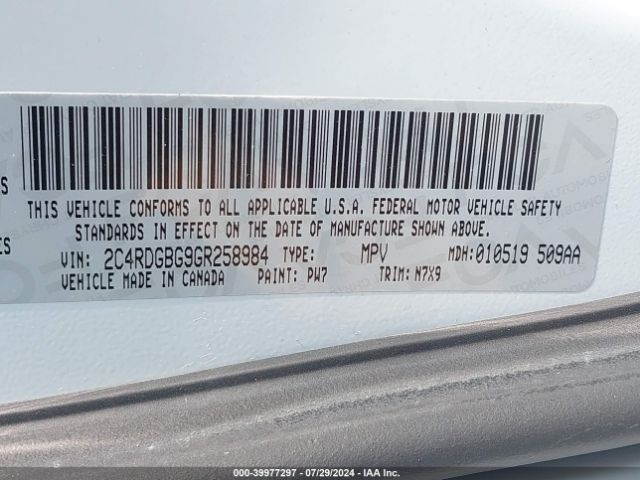 S
THIS VEHICLE CONFORMS TO ALL APPLICABLE U.S.A. FEDERAL MOTOR VEHICLE SAFETY
STANDARDS IN EFFECT ON THE DATE OF MANUFACTURE SHOWN ABOVE.
ES
VIN: 2C4RDGBG9GR258984 TYPE: MPV MDH: 010519 509AA
VEHICLE MADE IN CANADA PAINT: PW7 TRIM: N7X9
000-39977297 / 07/29/2024 / IAA Inc.